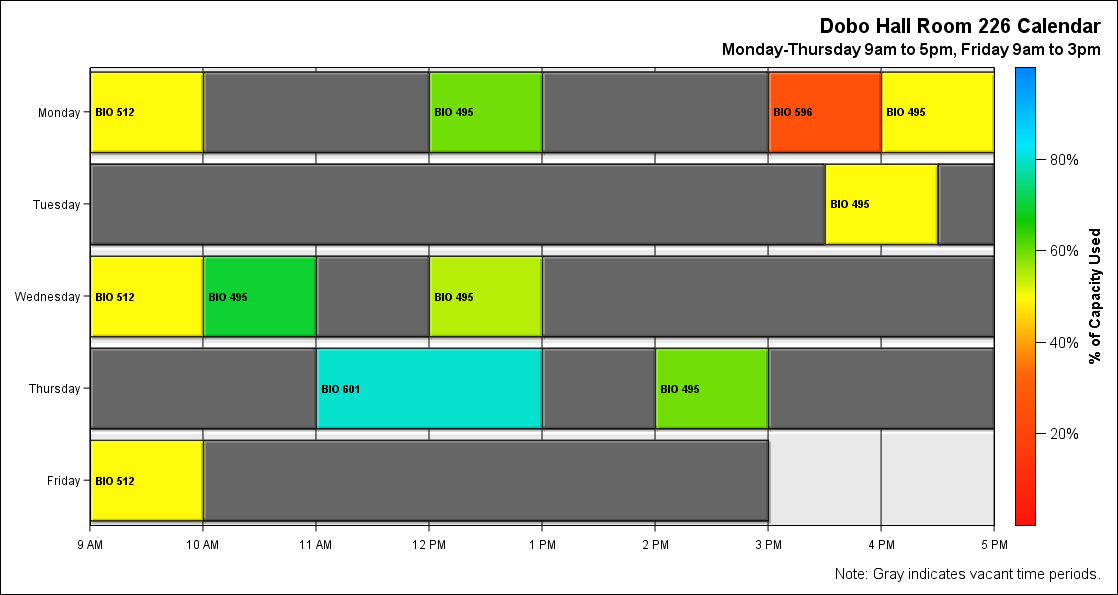 Dobo Hall Room 226 Calendar
Monday-Thursday 9am to 5pm, Friday 9am to 3pm
Monday
BIO 512
BIO 495
BIO 596
BIO 495
Tuesday
BIO 495
Wednesday
BIO 512
BIO 495
BIO 495
Thursday
BIO 601
BIO 495
Friday
BIO 512
9 AM
10 AM
11 AM
12 PM
1 PM
2 PM
3 PM
4 PM
5 PM
80%
60%
40%
20%
% of Capacity Used
Note: Gray indicates vacant time periods.